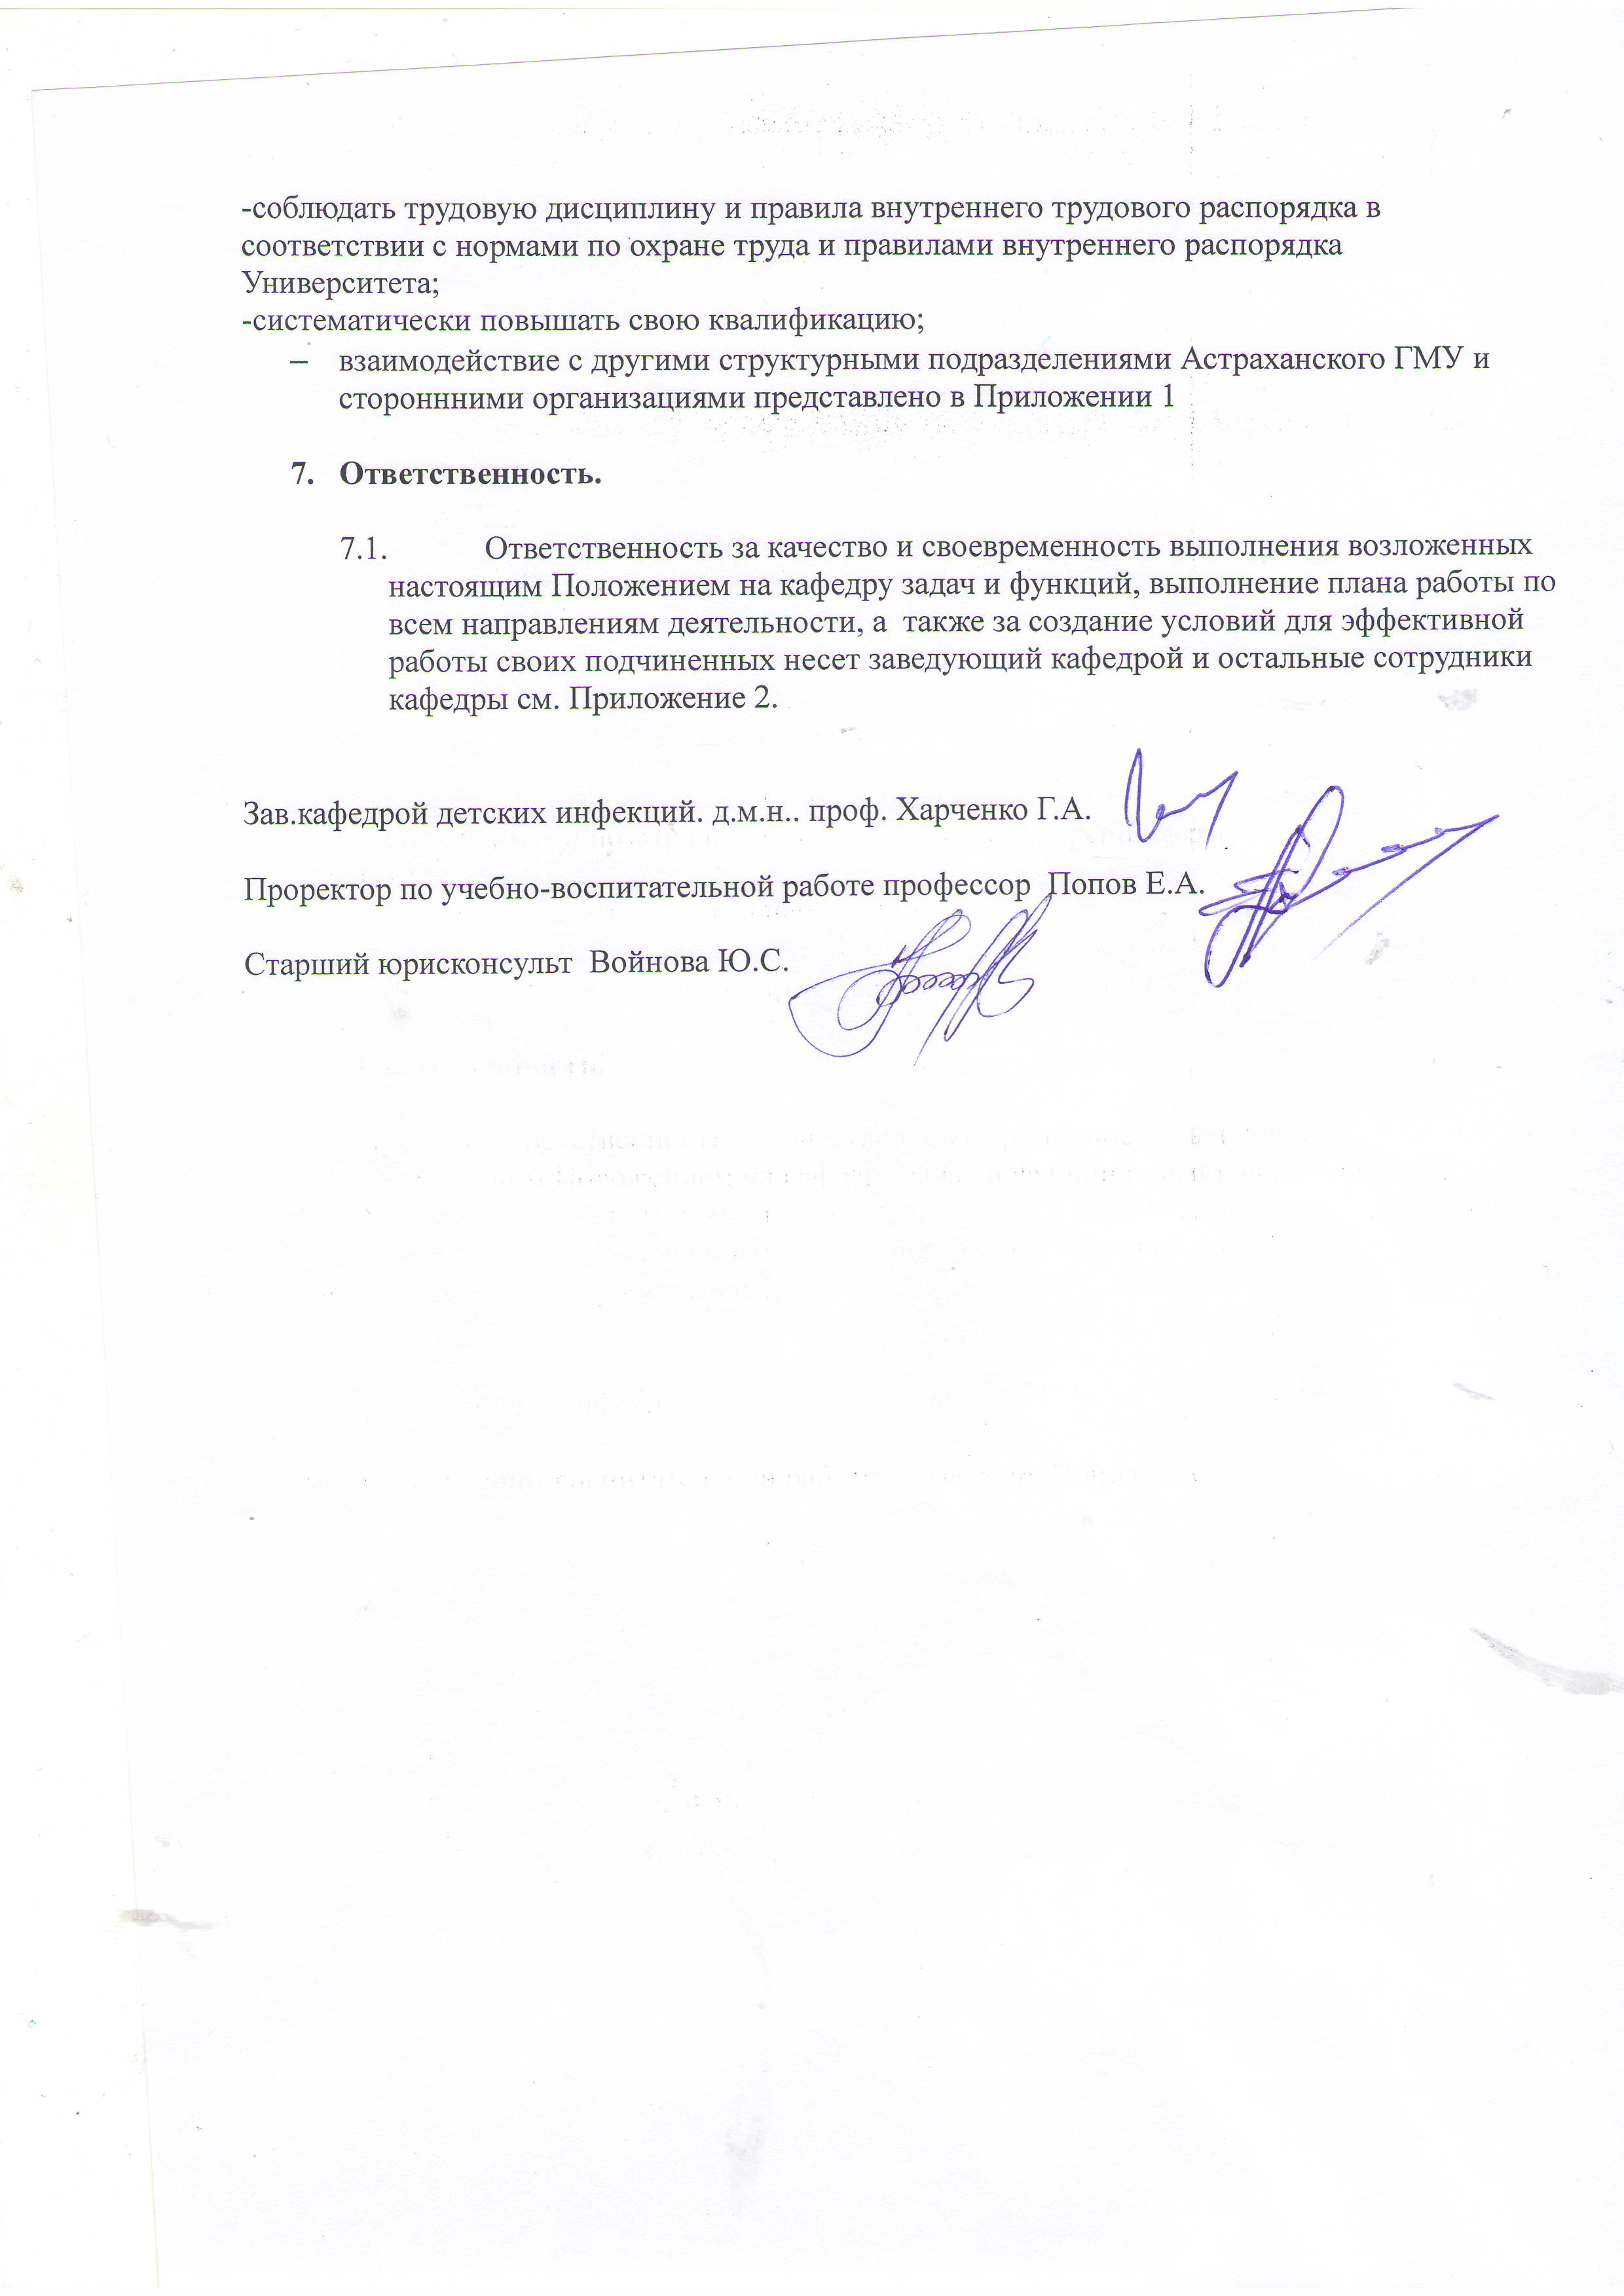 -соблюдать трудовую дисциплину и правила внутреннего трудового распорядка в
соответствии с нормами по охране труда и правилами внутреннего распорядка
Университета;
-систематически повышать свою квалификацию;
– взаимодействие с другими структурными подразделениями Астраханского ГМУ и
стороннними организациями представлено в Приложении 1
7. Ответственность.
7.1. Ответственность за качество и своевременность выполнения возложенных
настоящим Положением на кафедру задач и функций, выполнение плана работы по
всем направлениям деятельности, а также за создание условий для эффективной
работы своих подчиненных несет заведующий кафедрой и остальные сотрудники
кафедры см. Приложение 2.
Зав.кафедрой детских инфекций. д.м.н.. проф. Харченко Г.А.
Проректор по учебно-воспитательной работе профессор Попов Е.А.
Старший юрисконсульт Войнова Ю.С.